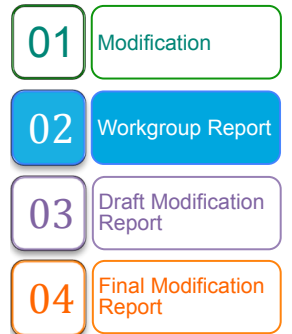 01 Modification
02 Workgroup Report
03 Draft Modification
Report
04 Final Modification
Report